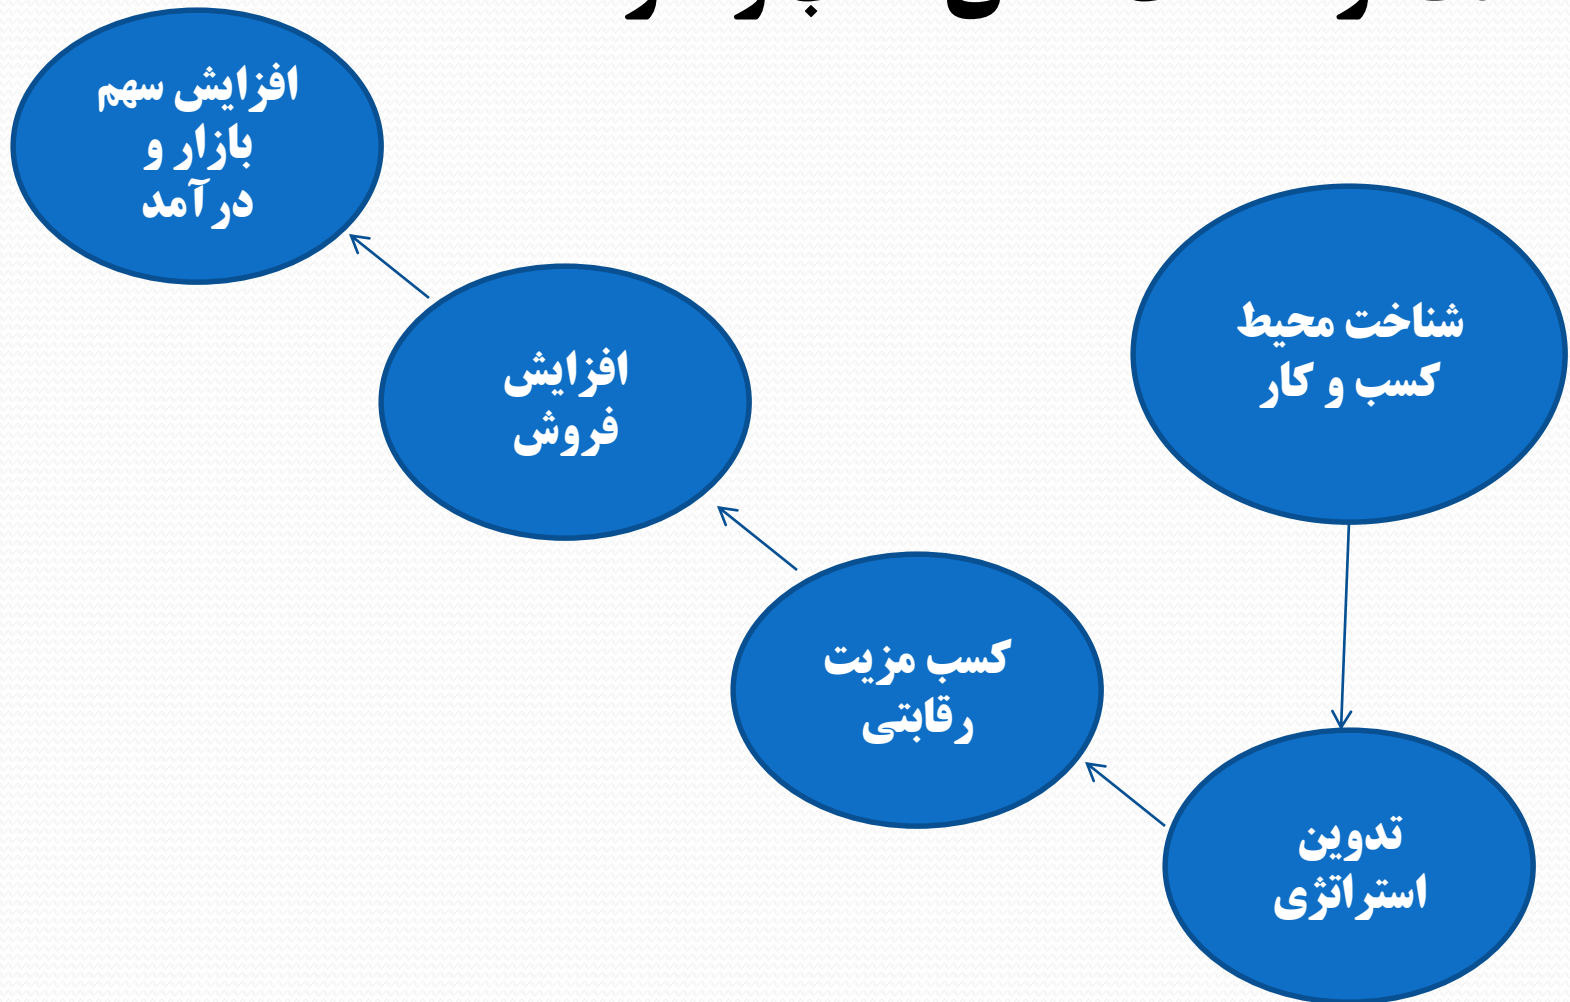 شناخت محیط
کسب و کار
تدوین
استراتژی
کسب مزیت
رقابتی
افزایش
فروش
افزایش سهم
بازار و
درآمد